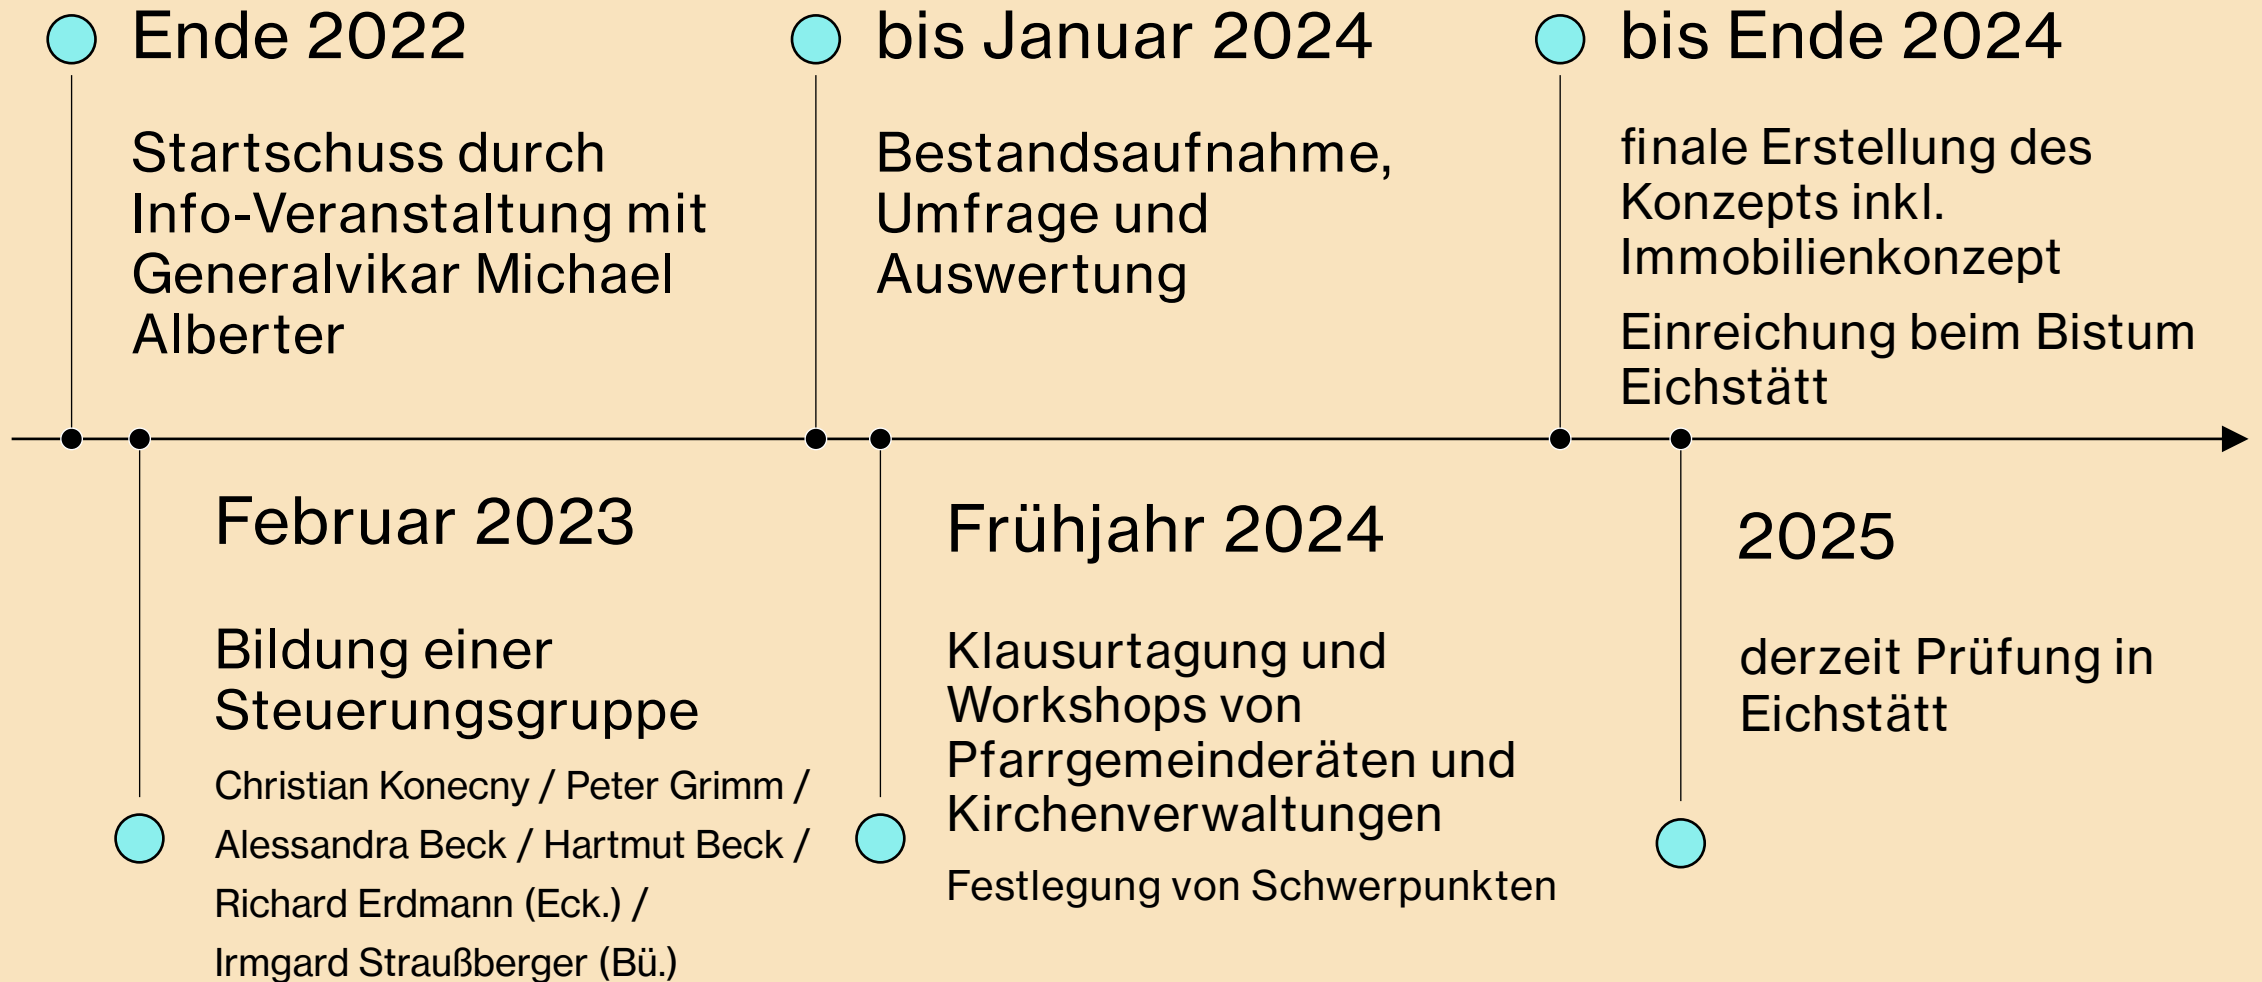 Ende 2022
Startschuss durch
Info-Veranstaltung mit
Generalvikar Michael
Alberter
Februar 2023
Bildung einer
Steuerungsgruppe
Christian Konecny / Peter Grimm /
Alessandra Beck / Hartmut Beck /
Richard Erdmann (Eck.) /
Irmgard Straußberger (Bü.)
bis Januar 2024
Bestandsaufnahme,
Umfrage und
Auswertung
Frühjahr 2024
Klausurtagung und
Workshops von
Pfarrgemeinderäten und
Kirchenverwaltungen
Festlegung von Schwerpunkten
bis Ende 2024
finale Erstellung des
Konzepts inkl.
Immobilienkonzept
Einreichung beim Bistum
Eichstätt
2025
derzeit Prüfung in
Eichstätt